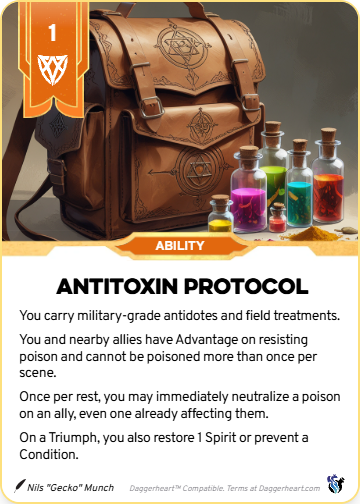 1
ABILITY
ANTITOXIN PROTOCOL
You carry military-grade antidotes and field treatments.
You and nearby allies have Advantage on resisting
poison and cannot be poisoned more than once per
scene.
Once per rest, you may immediately neutralize a poison
on an ally, even one already affecting them.
On a Triumph, you also restore 1 Spirit or prevent a
Condition.
Nils "Gecko" Munch
Daggerheart™ Compatible. Terms at Daggerheart.com